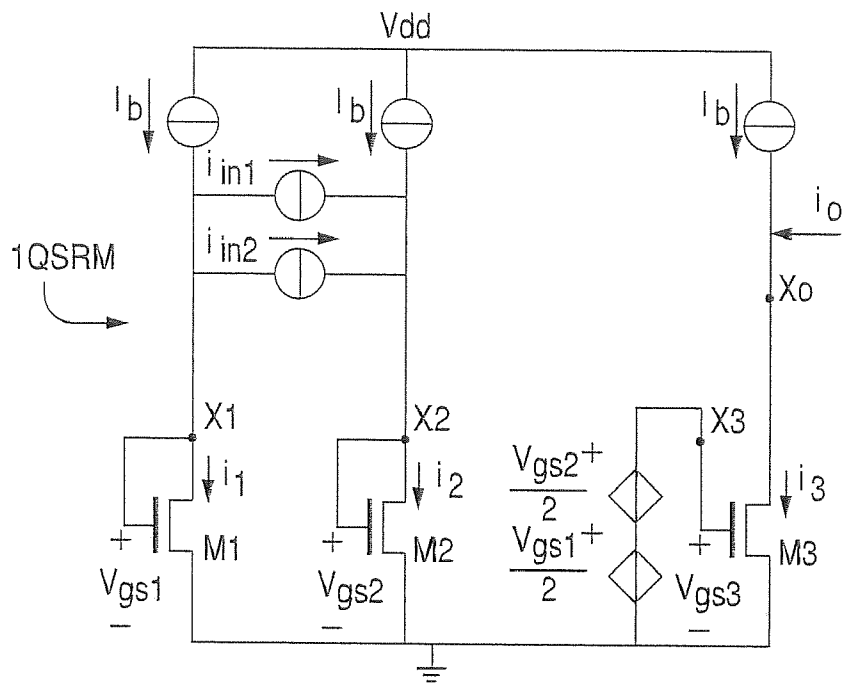 Vdd
I b
I b
I b
i in1
i in2
i o
1QSRM
Xo
X1
X2
X3
i 1
i 2
i 3
Vgs2 +
2
Vgs1 +
2
+
M1
+
M2
+
M3
Vgs1
Vgs2
Vgs3
−
−
−